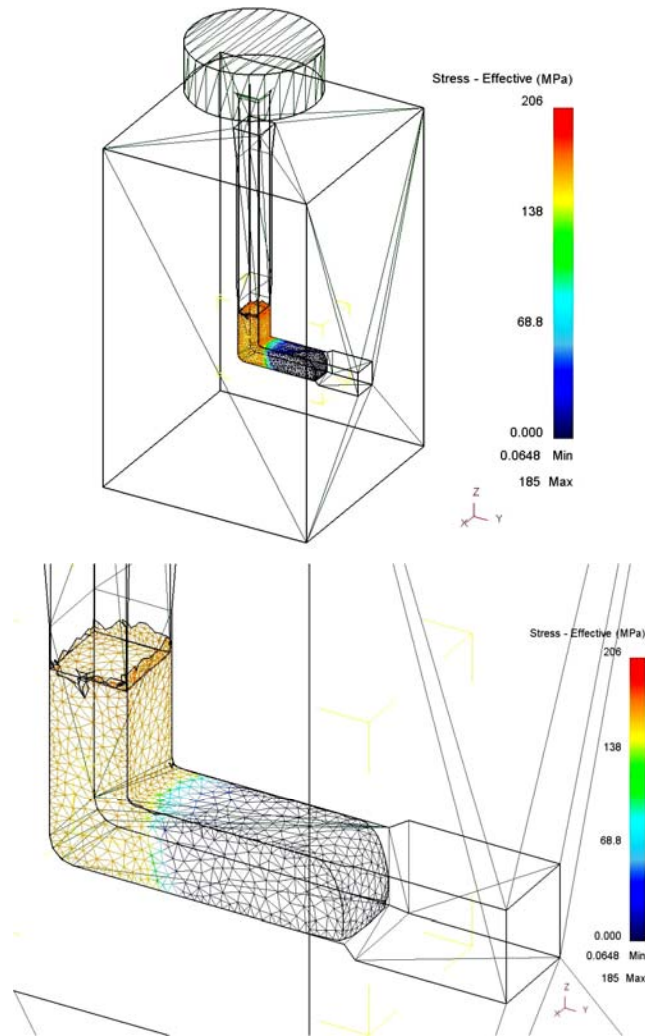 Stress - Effective (MPa)
206
138
68.8
0.000
0.0648 Min
185 Max
Z
X Y
Stress - Effective (MPa)
206
138
68.8
0.000
0.0648 Min
185 Max
Z
X Y